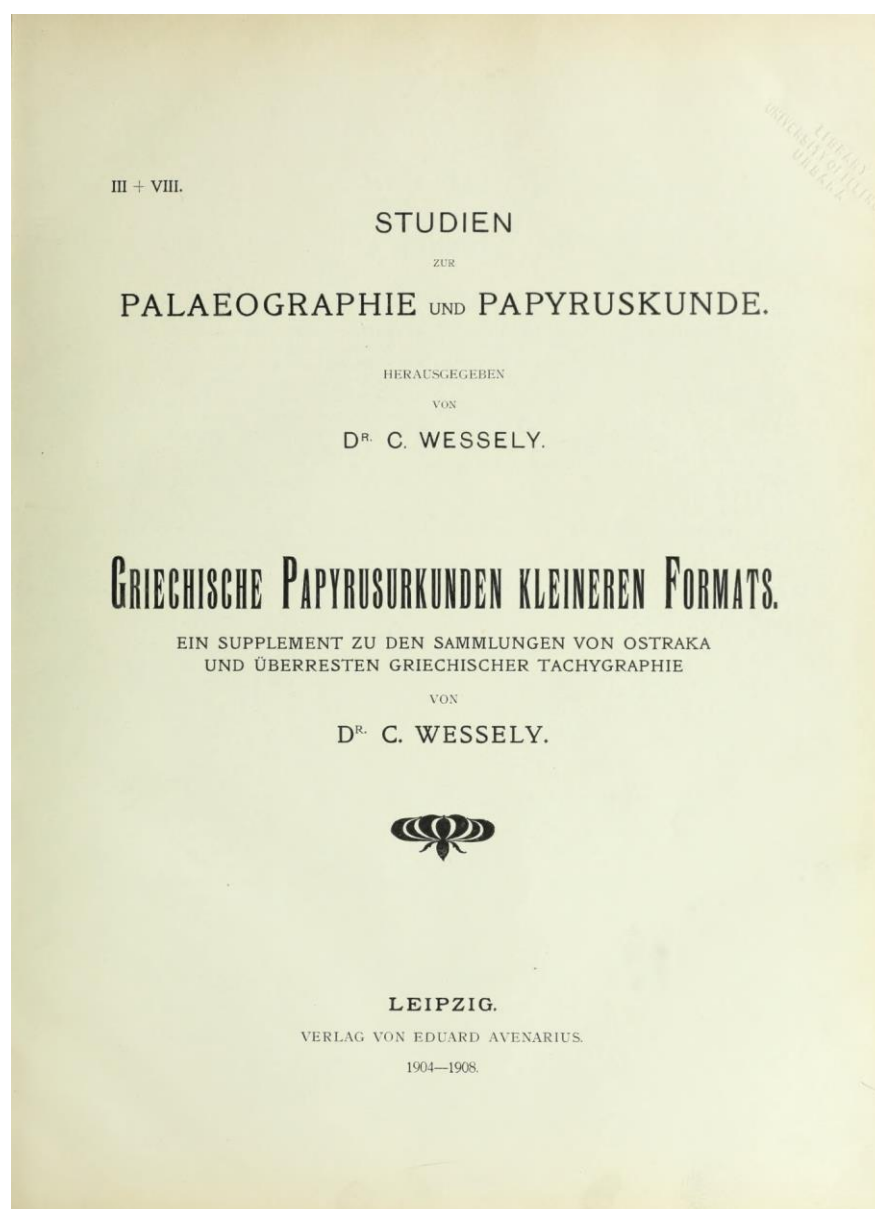 III + VIII.
STUDIEN
ZUR
PALAEOGRAPHIE UND PAPYRUSKUNDE.
HERAUSGEGEBEN
VON
DR. C. WESSELY.
GRIECHISCHE PAPYRUSURKUNDEN KLEINEREN FORMATS.
EIN SUPPLEMENT ZU DEN SAMMLUNGEN VON OSTRAKA
UND ÜBERRESTEN GRIECHISCHER TACHYGRAPHIE
VON
DR. C. WESSELY.
LEIPZIG.
VERLAG VON EDUARD AVENARIUS.
1904—1908.